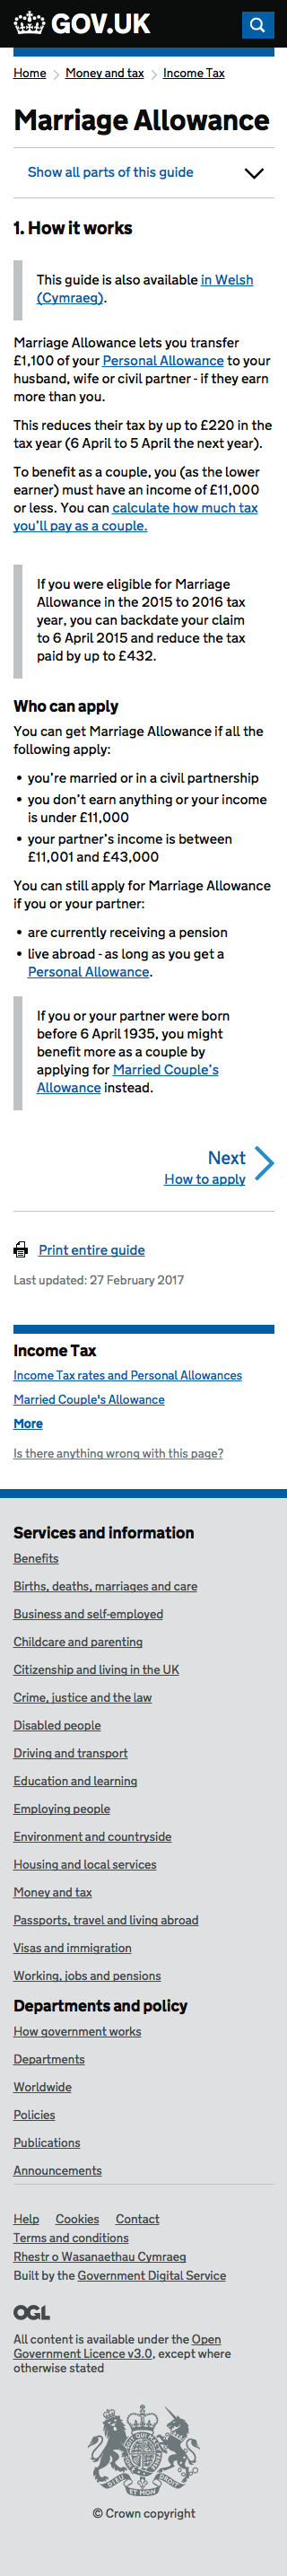 GOV.UK
Home > Money and tax > Income Tax
Marriage Allowance
Show all parts of this guide
1. How it works
This guide is also available in Welsh
(Cymraeg).
Marriage Allowance lets you transfer
£1,100 of your Personal Allowance to your
husband, wife or civil partner - if they earn
more than you.
This reduces their tax by up to £220 in the
tax year (6 April to 5 April the next year).
To benefit as a couple, you (as the lower
earner) must have an income of £11,000
or less. You can calculate how much tax
you’ll pay as a couple.
If you were eligible for Marriage
Allowance in the 2015 to 2016 tax
year, you can backdate your claim
to 6 April 2015 and reduce the tax
paid by up to £432.
Who can apply
You can get Marriage Allowance if all the
following apply:
• you’re married or in a civil partnership
• you don’t earn anything or your income
is under £11,000
• your partner’s income is between
£11,001 and £43,000
You can still apply for Marriage Allowance
if you or your partner:
• are currently receiving a pension
• live abroad - as long as you get a
Personal Allowance.
If you or your partner were born
before 6 April 1935, you might
benefit more as a couple by
applying for Married Couple’s
Allowance instead.
Next
How to apply
Print entire guide
Last updated: 27 February 2017
Income Tax
Income Tax rates and Personal Allowances
Married Couple's Allowance
More
Is there anything wrong with this page?
Services and information
Benefits
Births, deaths, marriages and care
Business and self-employed
Childcare and parenting
Citizenship and living in the UK
Crime, justice and the law
Disabled people
Driving and transport
Education and learning
Employing people
Environment and countryside
Housing and local services
Money and tax
Passports, travel and living abroad
Visas and immigration
Working, jobs and pensions
Departments and policy
How government works
Departments
Worldwide
Policies
Publications
Announcements
Help Cookies Contact
Terms and conditions
Rhestr o Wasanaethau Cymraeg
Built by the Government Digital Service
OGL
All content is available under the Open
Government Licence v3.0, except where
otherwise stated
DIEU ET MON
© Crown copyright